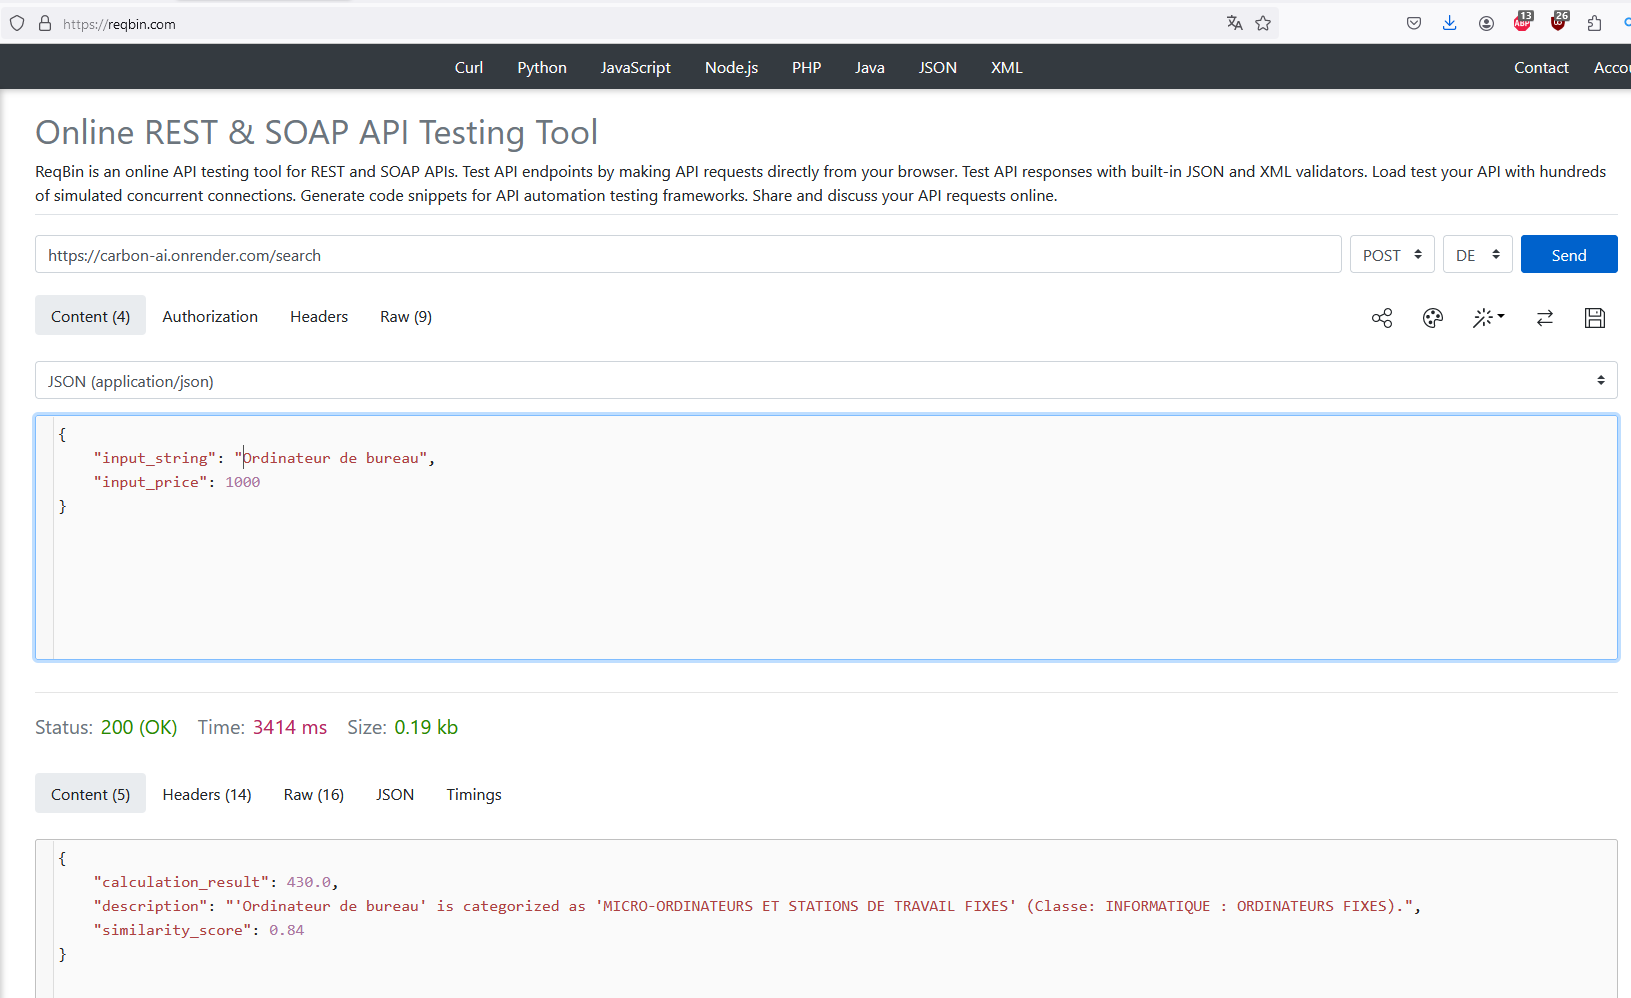 https://reqbin.com
13
26
Curl Python JavaScript Node.js PHP Java JSON XML Contact Accou
Online REST & SOAP API Testing Tool
ReqBin is an online API testing tool for REST and SOAP APIs. Test API endpoints by making API requests directly from your browser. Test API responses with built-in JSON and XML validators. Load test your API with hundreds
of simulated concurrent connections. Generate code snippets for API automation testing frameworks. Share and discuss your API requests online.
https://carbon-ai.onrender.com/search POST DE Send
Content (4) Authorization Headers Raw (9)
JSON (application/json)
{
"input_string": "Ordinateur de bureau",
"input_price": 1000
}
Status: 200 (OK) Time: 3414 ms Size: 0.19 kb
Content (5) Headers (14) Raw (16) JSON Timings
{
"calculation_result": 430.0,
"description": "'Ordinateur de bureau' is categorized as 'MICRO-ORDINATEURS ET STATIONS DE TRAVAIL FIXES' (Classe: INFORMATIQUE : ORDINATEURS FIXES).",
"similarity_score": 0.84
}